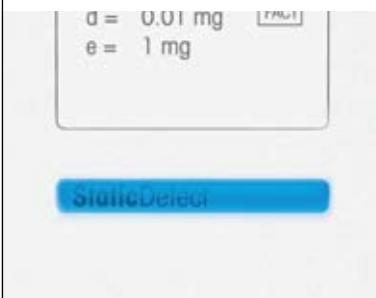 d = 0.01 mg FACT
e = 1 mg
StaticDetect